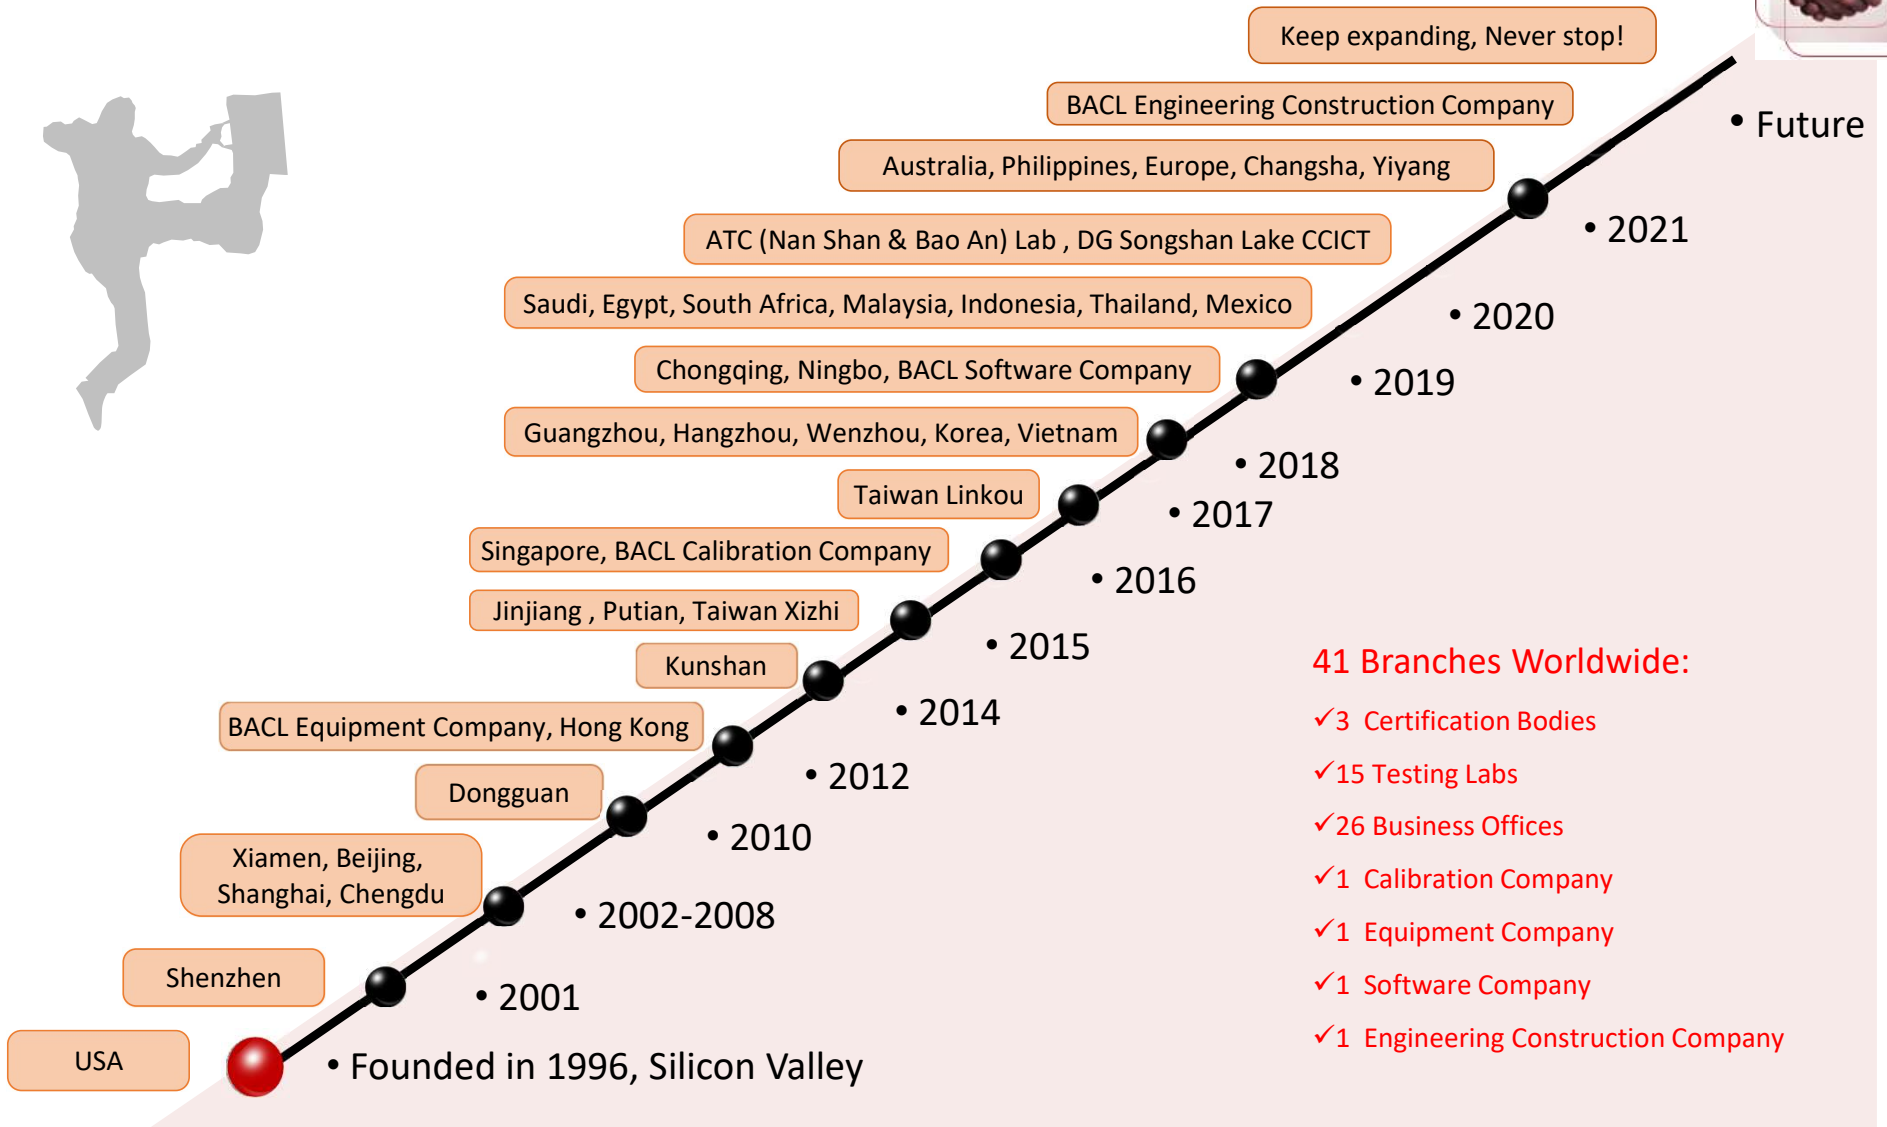 Keep expanding, Never stop!
BACL Engineering Construction Company
• Future
Australia, Philippines, Europe, Changsha, Yiyang
• 2021
ATC (Nan Shan & Bao An) Lab , DG Songshan Lake CCICT
Saudi, Egypt, South Africa, Malaysia, Indonesia, Thailand, Mexico
• 2020
Chongqing, Ningbo, BACL Software Company
• 2019
Guangzhou, Hangzhou, Wenzhou, Korea, Vietnam
• 2018
Taiwan Linkou
• 2017
Singapore, BACL Calibration Company
• 2016
Jinjiang , Putian, Taiwan Xizhi
• 2015
Kunshan
• 2014
BACL Equipment Company, Hong Kong
• 2012
Dongguan
• 2010
Xiamen, Beijing,
Shanghai, Chengdu
• 2002-2008
Shenzhen
• 2001
USA
• Founded in 1996, Silicon Valley
41 Branches Worldwide:
✓3 Certification Bodies
✓15 Testing Labs
✓26 Business Offices
✓1 Calibration Company
✓1 Equipment Company
✓1 Software Company
✓1 Engineering Construction Company